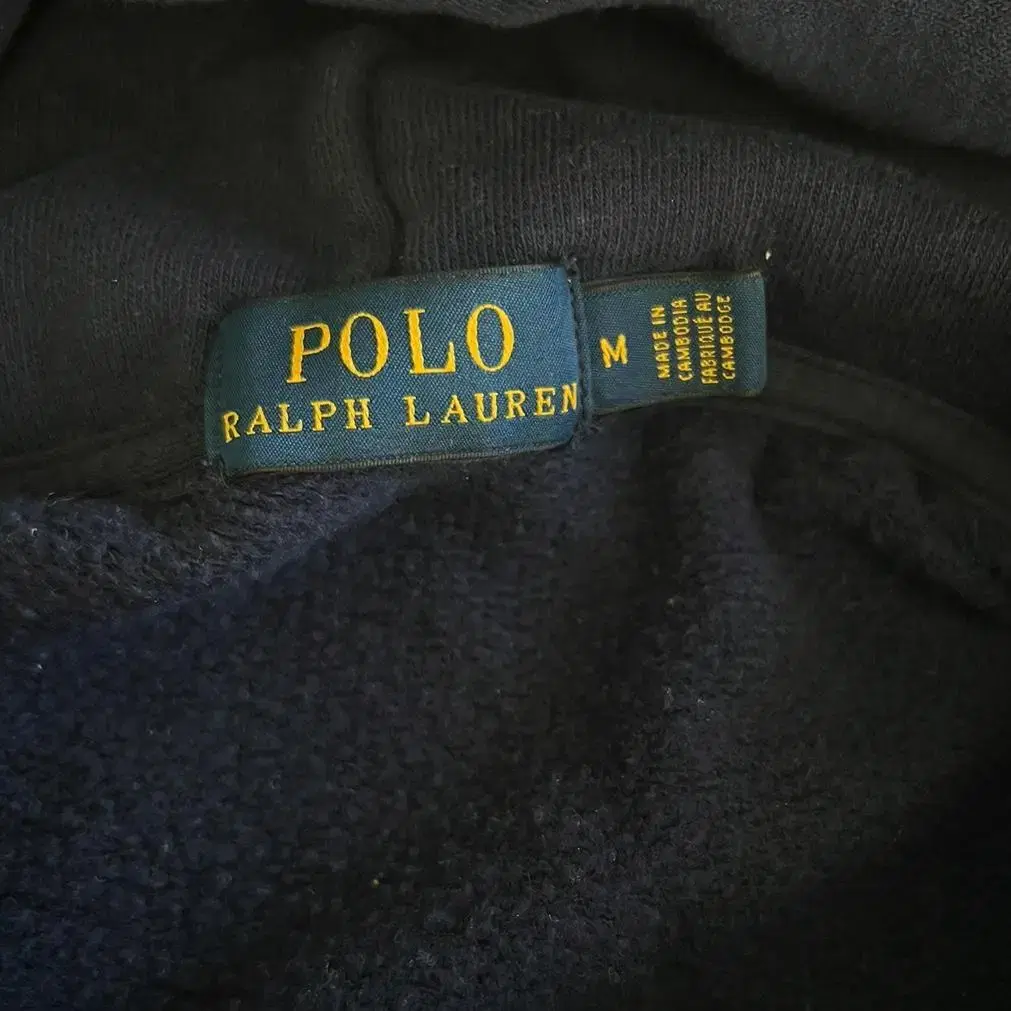 POLO
RALPH LAUREN
M
MADE IN
CAMBODIA
FABRIQUÉ AU
CAMBODGE